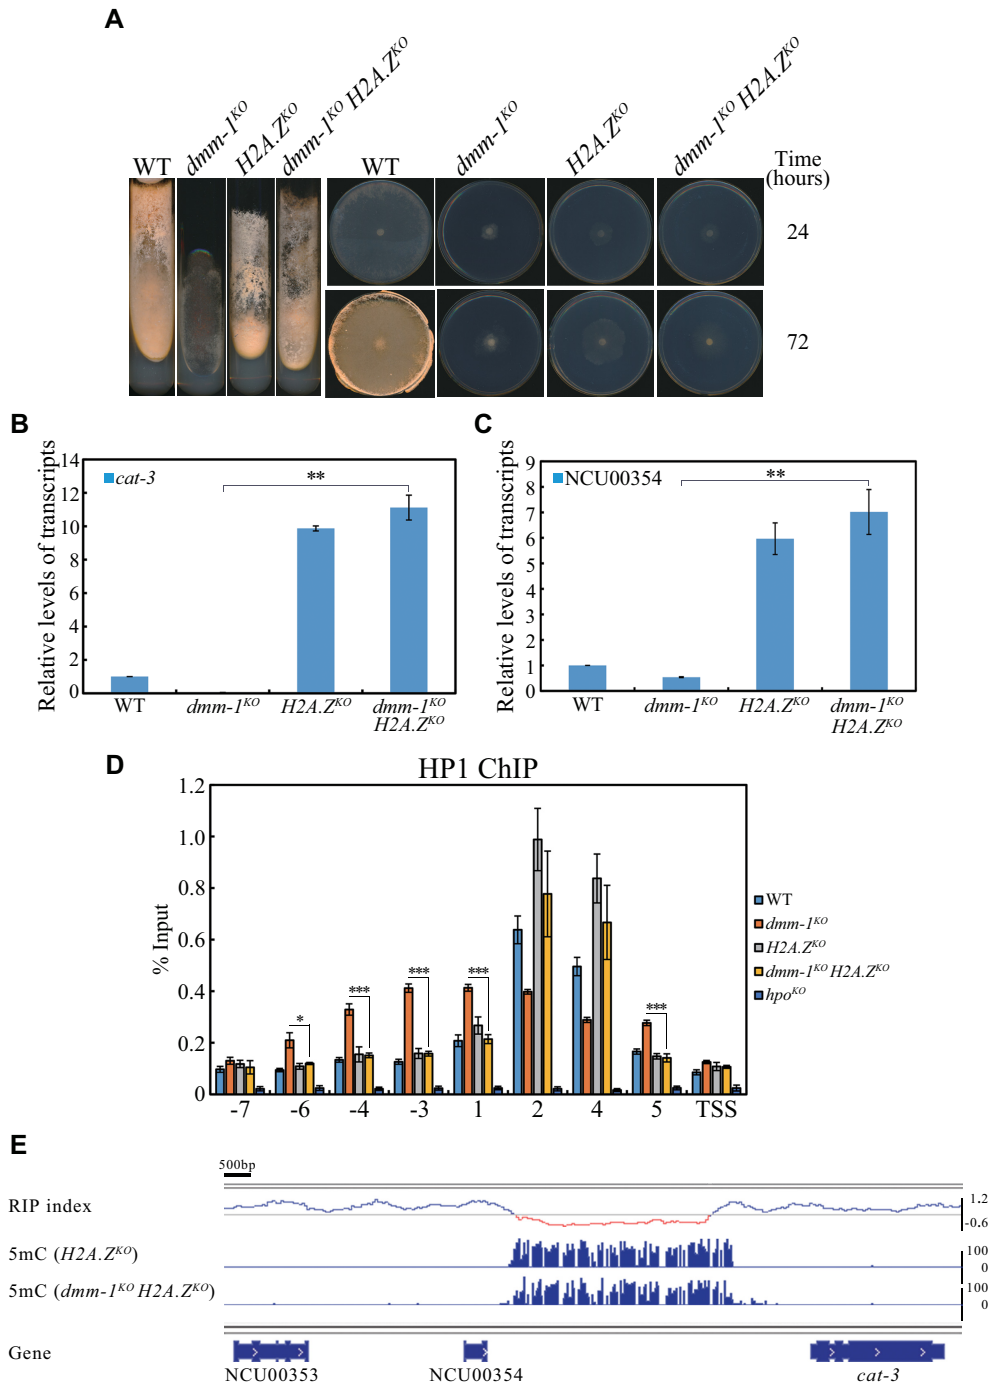 A
WT
dmm-1KO
H2A.ZKO
dmm-1KO H2A.ZKO
WT
dmm-1KO
H2A.ZKO
dmm-1KO H2A.ZKO
Time
(hours)
24
72
B
Relative levels of transcripts
14
12
10
8
6
4
2
0
cat-3
**
WT
dmm-1KO
H2A.ZKO
dmm-1KO
H2A.ZKO
C
Relative levels of transcripts
9
8
7
6
5
4
3
2
1
0
NCU00354
**
WT
dmm-1KO
H2A.ZKO
dmm-1KO
H2A.ZKO
D
HP1 ChIP
% Input
1.2
1.0
0.8
0.6
0.4
0.2
0
*
***
***
***
***
-7 -6 -4 -3 1 2 4 5 TSS
WT
dmm-1KO
H2A.ZKO
dmm-1KO H2A.ZKO
hpoKO
E
500bp
RIP index
1.2
-0.6
5mC (H2A.ZKO)
100
0
5mC (dmm-1KO H2A.ZKO)
100
0
Gene
NCU00353
NCU00354
cat-3